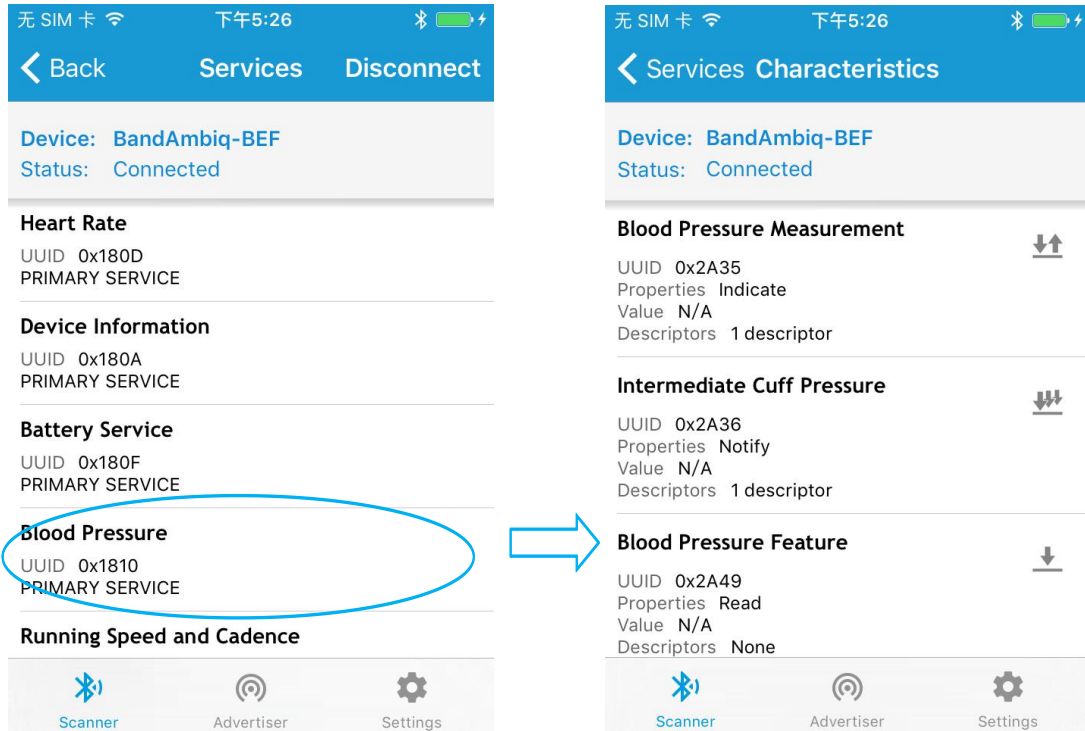 无 SIM 卡 下午5:26
Back Services Disconnect
Device: BandAmbiq-BEF
Status: Connected
Heart Rate
UUID 0x180D
PRIMARY SERVICE
Device Information
UUID 0x180A
PRIMARY SERVICE
Battery Service
UUID 0x180F
PRIMARY SERVICE
Blood Pressure
UUID 0x1810
PRIMARY SERVICE
Running Speed and Cadence
Scanner Advertiser Settings
无 SIM 卡 下午5:26
Services Characteristics
Device: BandAmbiq-BEF
Status: Connected
Blood Pressure Measurement
UUID 0x2A35
Properties Indicate
Value N/A
Descriptors 1 descriptor
Intermediate Cuff Pressure
UUID 0x2A36
Properties Notify
Value N/A
Descriptors 1 descriptor
Blood Pressure Feature
UUID 0x2A49
Properties Read
Value N/A
Descriptors None
Scanner Advertiser Settings